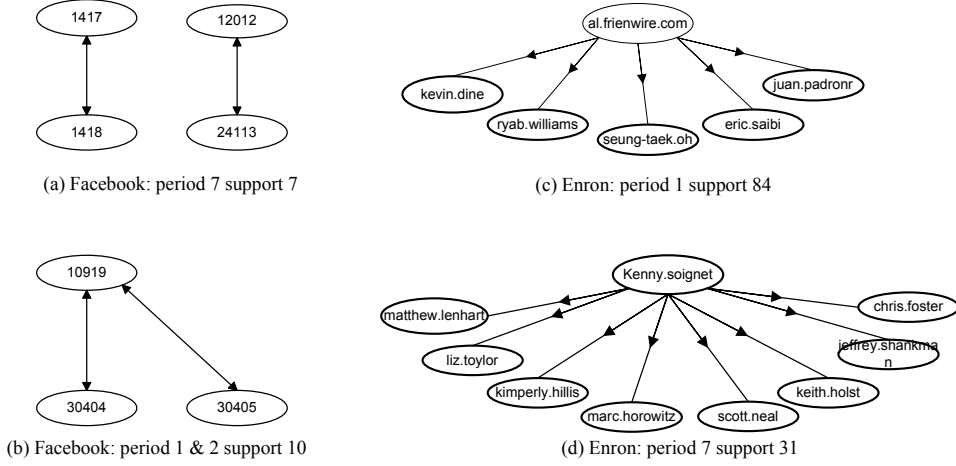 1417
12012
1418
24113
(a) Facebook: period 7 support 7
al.frienwire.com
kevin.dine
ryab.williams
seung-taek.oh
eric.saibi
juan.padronr
(c) Enron: period 1 support 84
10919
30404
30405
(b) Facebook: period 1 & 2 support 10
Kenny.soignet
matthew.lenhart
liz.toylor
kimperly.hillis
marc.horowitz
scott.neal
keith.holst
jeffrey.shankma
n
chris.foster
(d) Enron: period 7 support 31